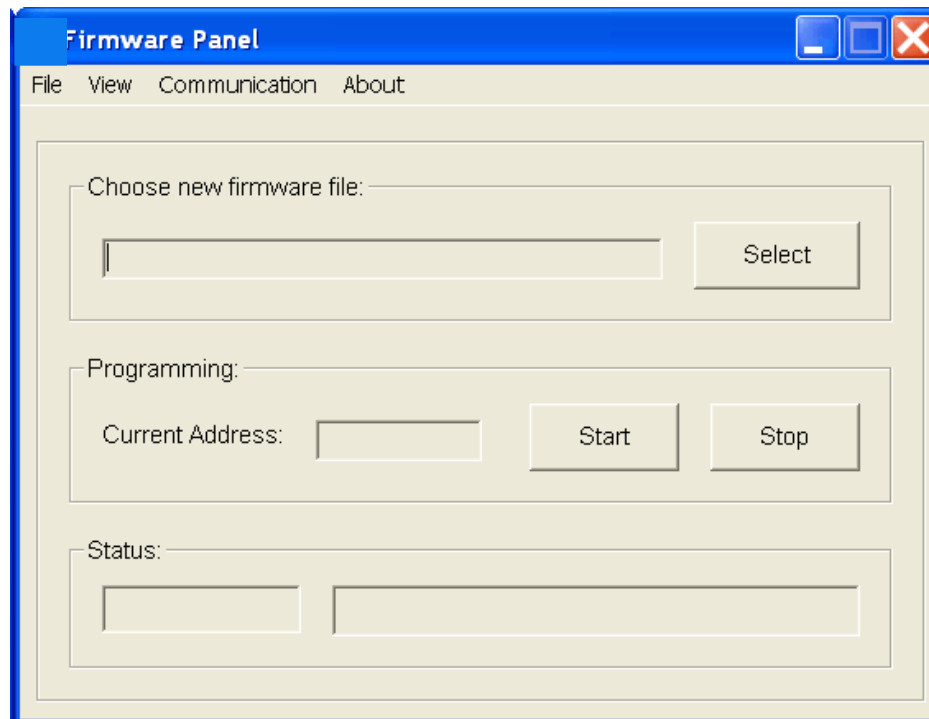 Firmware Panel
File View Communication About
Choose new firmware file:
Select
Programming:
Current Address:
Start Stop
Status: